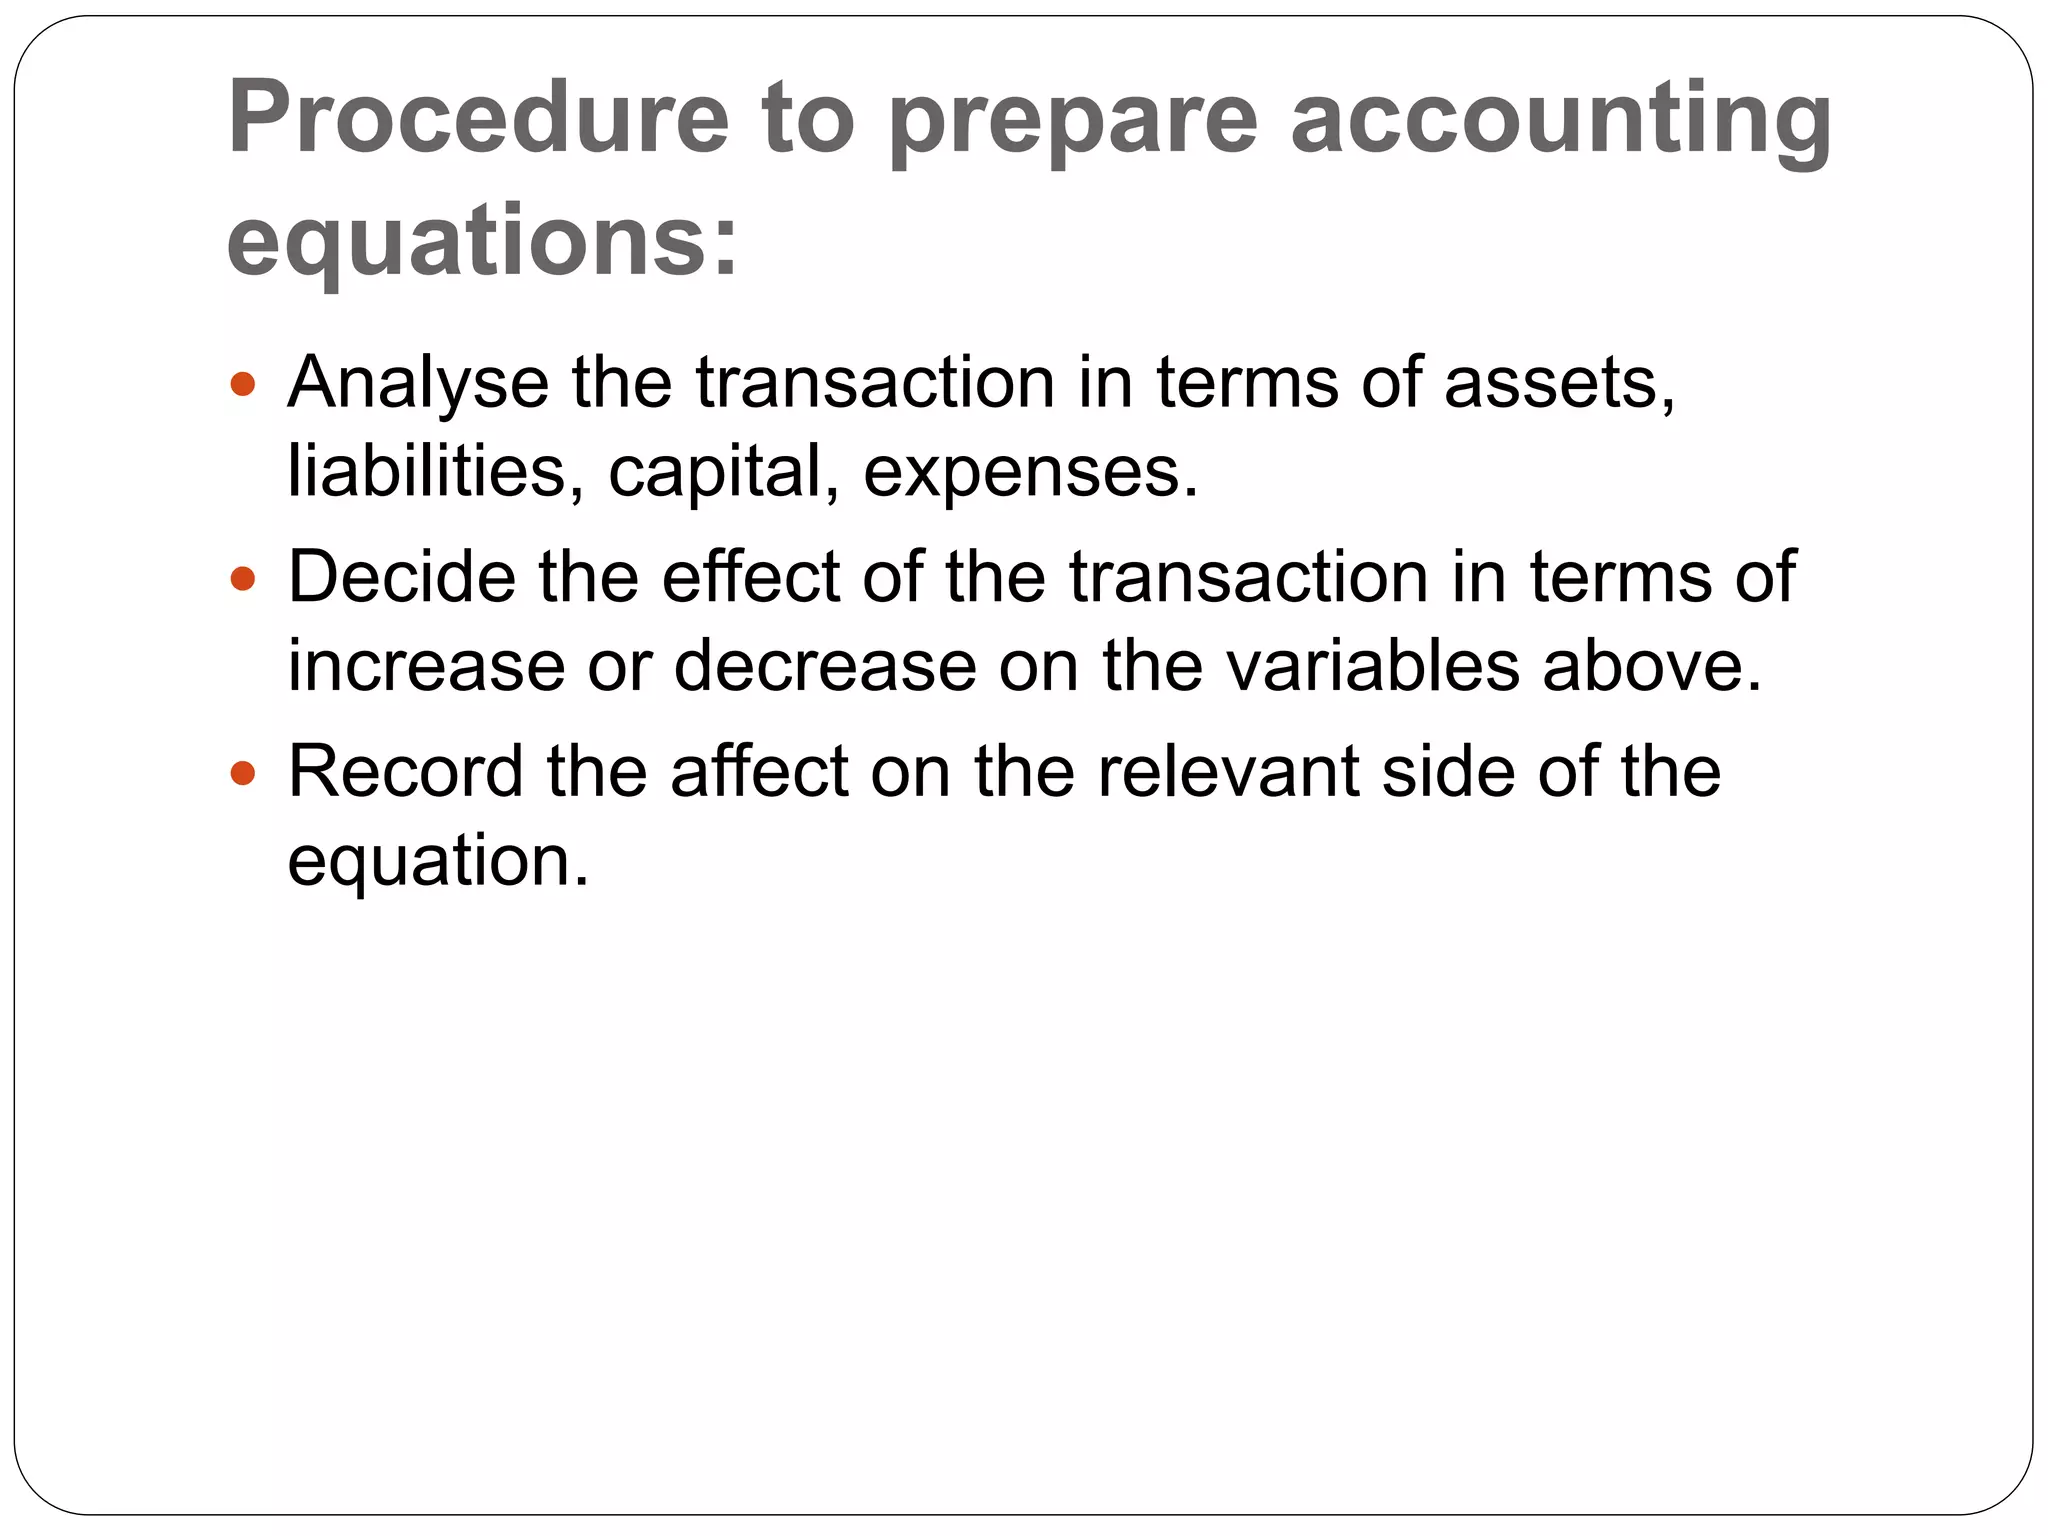 Procedure to prepare accounting
equations:
• Analyse the transaction in terms of assets,
liabilities, capital, expenses.
• Decide the effect of the transaction in terms of
increase or decrease on the variables above.
• Record the affect on the relevant side of the
equation.